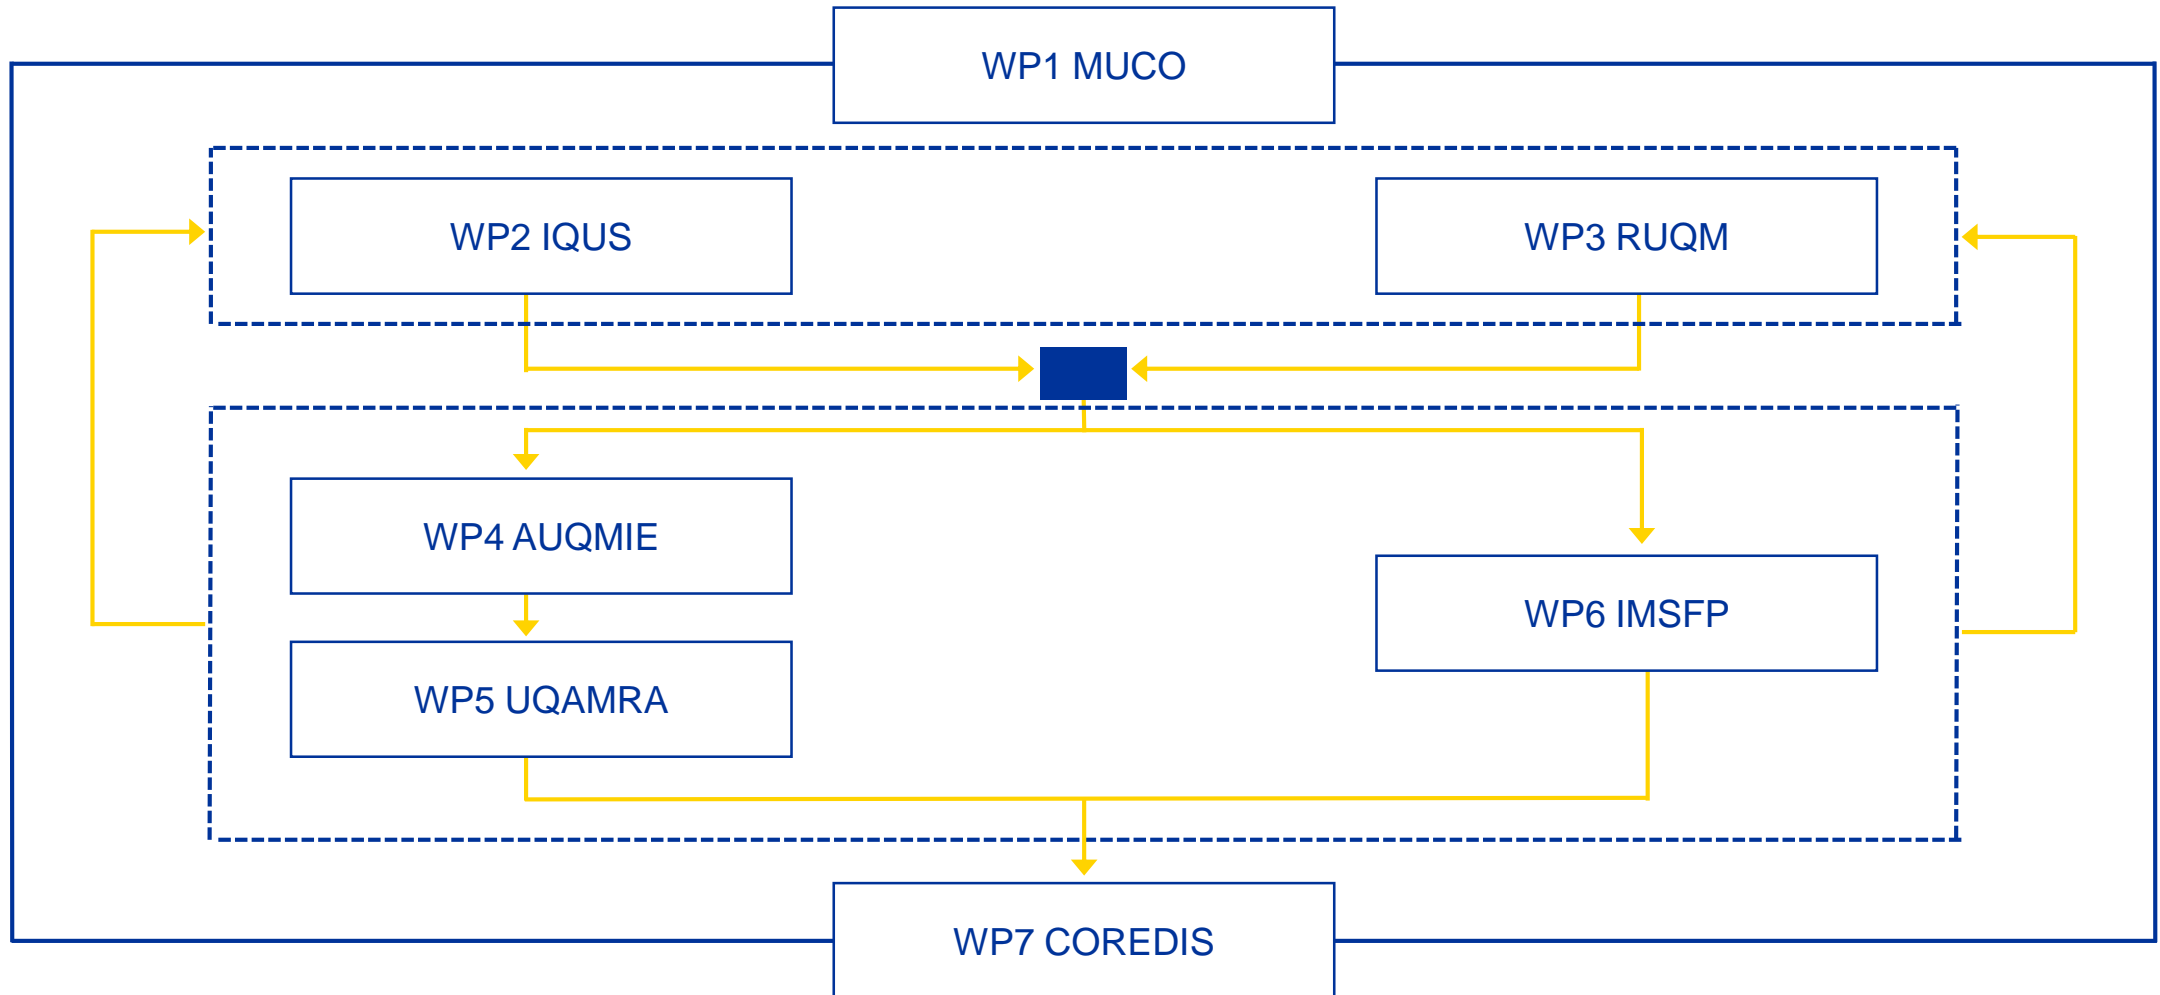 WP1 MUCO
WP2 IQUS
WP3 RUQM
WP4 AUQMIE
WP6 IMSFP
WP5 UQAMRA
WP7 COREDIS